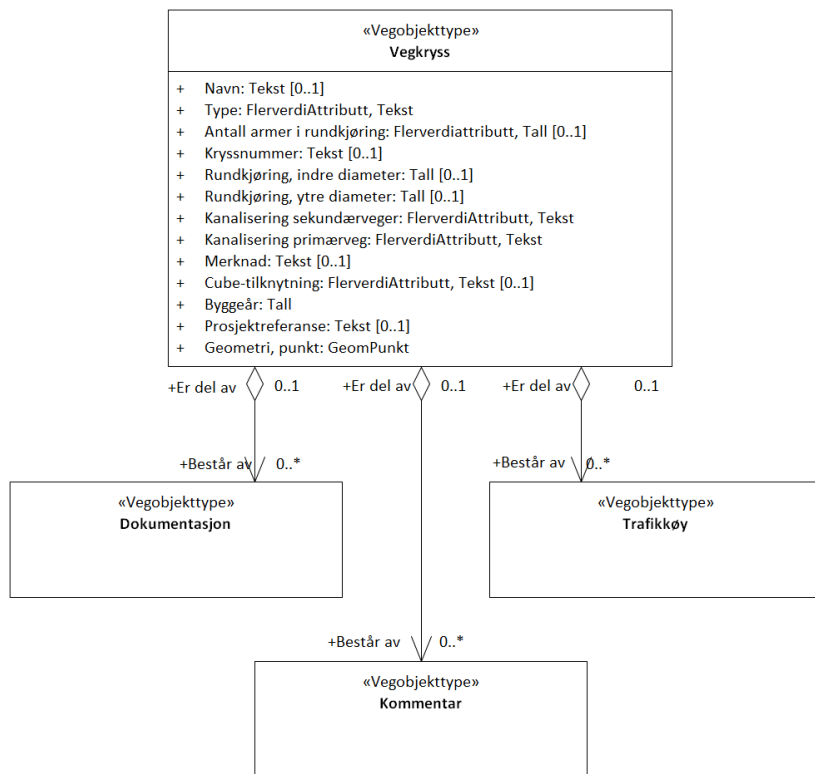 «Vegobjekttype»
Vegkryss
+ Navn: Tekst [0..1]
+ Type: FlerverdiAttributt, Tekst
+ Antall armer i rundkjøring: Flerverdiattributt, Tall [0..1]
+ Kryssnummer: Tekst [0..1]
+ Rundkjøring, indre diameter: Tall [0..1]
+ Rundkjøring, ytre diameter: Tall [0..1]
+ Kanalisering sekundærveger: FlerverdiAttributt, Tekst
+ Kanalisering primærveg: FlerverdiAttributt, Tekst
+ Merknad: Tekst [0..1]
+ Cube-tilknytning: FlerverdiAttributt, Tekst [0..1]
+ Byggeår: Tall
+ Prosjektreferanse: Tekst [0..1]
+ Geometri, punkt: GeomPunkt
+Er del av 0..1 +Er del av 0..1 +Er del av 0..1
+Består av 0..* +Består av 0..*
«Vegobjekttype»
Dokumentasjon
«Vegobjekttype»
Trafikkøy
+Består av 0..*
«Vegobjekttype»
Kommentar